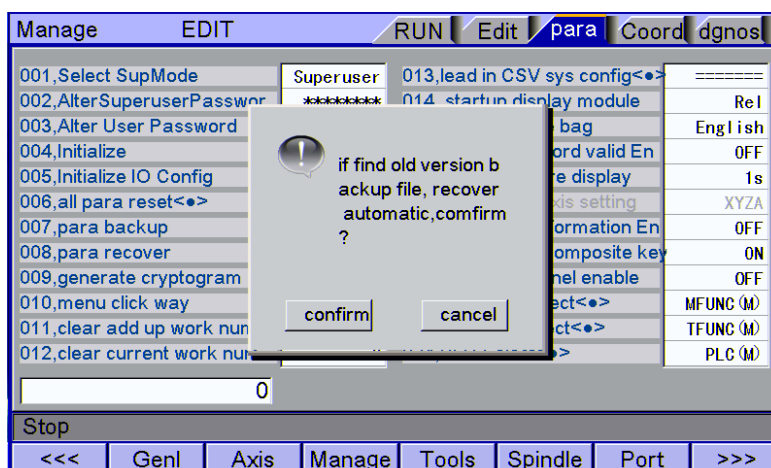 Manage EDIT RUN Edit para Coord dgnos
001,Select SupMode Superuser 013,lead in CSV sys config<●> =======
002,AlterSuperuserPasswor ******** 014, startup display module Rel
003,Alter User Password bag English
004,Initialize ord valid En OFF
005,Initialize IO Config re display 1s
006,all para reset<●> xis setting XYZA
007,para backup ormation En OFF
008,para recover omposite key ON
009,generate cryptogram nel enable OFF
010,menu click way ect<●> MFUNC(M)
011,clear add up work num ect<●> TFUNC(M)
012,clear current work num ●> PLC(M)
if find old version b
ackup file, recover
automatic,comfirm
?
confirm cancel
0
Stop
<<< Genl Axis Manage Tools Spindle Port >>>